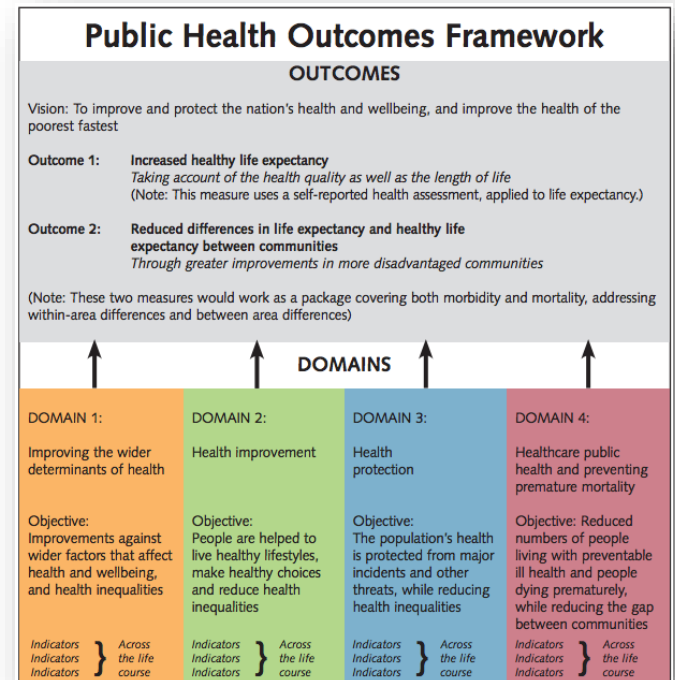 Public Health Outcomes Framework
OUTCOMES
Vision: To improve and protect the nation's health and wellbeing, and improve the health of the
poorest fastest
Outcome 1: Increased healthy life expectancy
Taking account of the health quality as well as the length of life
(Note: This measure uses a self-reported health assessment, applied to life expectancy.)
Outcome 2: Reduced differences in life expectancy and healthy life
expectancy between communities
Through greater improvements in more disadvantaged communities
(Note: These two measures would work as a package covering both morbidity and mortality, addressing
within-area differences and between area differences)
DOMAINS
DOMAIN 1:
Improving the wider
determinants of health
Objective:
Improvements against
wider factors that affect
health and wellbeing,
and health inequalities
Indicators } Across
Indicators the life
Indicators course
DOMAIN 2:
Health improvement
Objective:
People are helped to
live healthy lifestyles,
make healthy choices
and reduce health
inequalities
Indicators } Across
Indicators the life
Indicators course
DOMAIN 3:
Health
protection
Objective:
The population's health
is protected from major
incidents and other
threats, while reducing
health inequalities
Indicators } Across
Indicators the life
Indicators course
DOMAIN 4:
Healthcare public
health and preventing
premature mortality
Objective: Reduced
numbers of people
living with preventable
ill health and people
dying prematurely,
while reducing the gap
between communities
Indicators } Across
Indicators the life
Indicators course